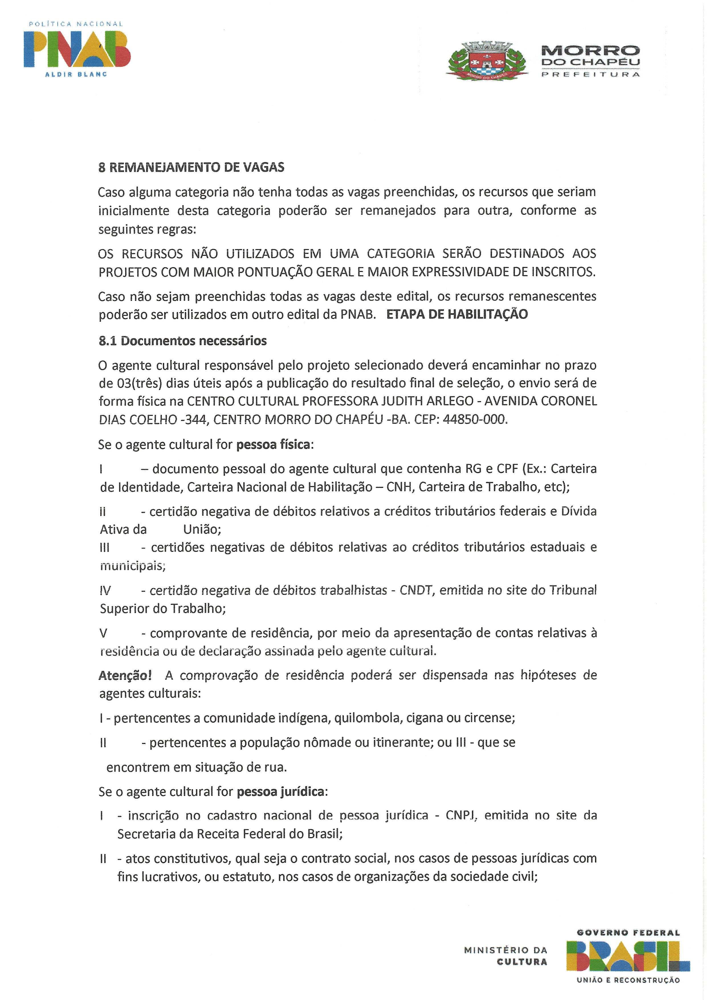 POLÍTICA NACIONAL
PNAB
ALDIR BLANC
MORRO DO CHAPÉU
MORRO
DO CHAPÉU
PREFEITURA
8 REMANEJAMENTO DE VAGAS
Caso alguma categoria não tenha todas as vagas preenchidas, os recursos que seriam
inicialmente desta categoria poderão ser remanejados para outra, conforme as
seguintes regras:
OS RECURSOS NÃO UTILIZADOS EM UMA CATEGORIA SERÃO DESTINADOS AOS
PROJETOS COM MAIOR PONTUAÇÃO GERAL E MAIOR EXPRESSIVIDADE DE INSCRITOS.
Caso não sejam preenchidas todas as vagas deste edital, os recursos remanescentes
poderão ser utilizados em outro edital da PNAB. ETAPA DE HABILITAÇÃO
8.1 Documentos necessários
O agente cultural responsável pelo projeto selecionado deverá encaminhar no prazo
de 03(três) dias úteis após a publicação do resultado final de seleção, o envio será de
forma física na CENTRO CULTURAL PROFESSORA JUDITH ARLEGO - AVENIDA CORONEL
DIAS COELHO -344, CENTRO MORRO DO CHAPÉU -BA. CEP: 44850-000.
Se o agente cultural for pessoa física:
I – documento pessoal do agente cultural que contenha RG e CPF (Ex.: Carteira
de Identidade, Carteira Nacional de Habilitação – CNH, Carteira de Trabalho, etc);
II - certidão negativa de débitos relativos a créditos tributários federais e Dívida
Ativa da União;
III - certidões negativas de débitos relativas ao créditos tributários estaduais e
municipais;
IV - certidão negativa de débitos trabalhistas - CNDT, emitida no site do Tribunal
Superior do Trabalho;
V - comprovante de residência, por meio da apresentação de contas relativas à
residência ou de declaração assinada pelo agente cultural.
Atenção! A comprovação de residência poderá ser dispensada nas hipóteses de
agentes culturais:
I - pertencentes a comunidade indígena, quilombola, cigana ou circense;
II - pertencentes a população nômade ou itinerante; ou III - que se
encontrem em situação de rua.
Se o agente cultural for pessoa jurídica:
I - inscrição no cadastro nacional de pessoa jurídica - CNPJ, emitida no site da
Secretaria da Receita Federal do Brasil;
II - atos constitutivos, qual seja o contrato social, nos casos de pessoas jurídicas com
fins lucrativos, ou estatuto, nos casos de organizações da sociedade civil;
MINISTÉRIO DA
CULTURA
GOVERNO FEDERAL
BRASIL
UNIÃO E RECONSTRUÇÃO